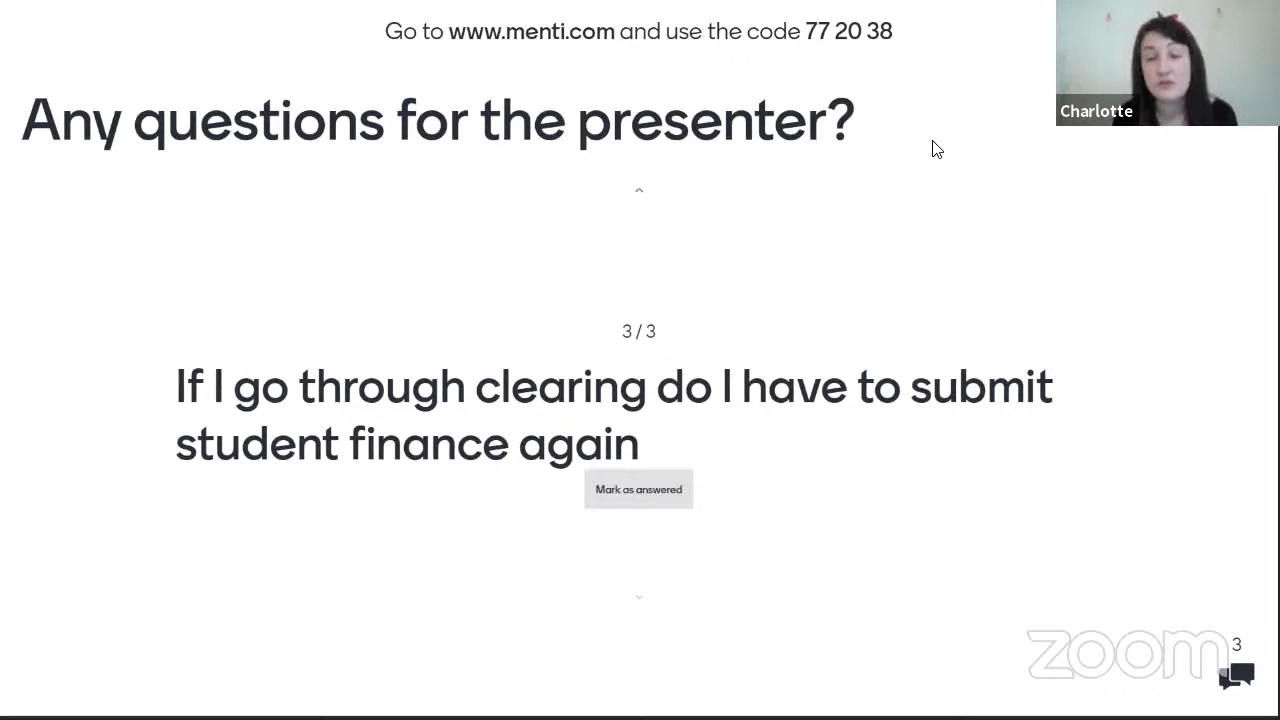 Go to www.menti.com and use the code 77 20 38
Charlotte
Any questions for the presenter?
3 / 3
If I go through clearing do I have to submit
student finance again
Mark as answered
zoom
3